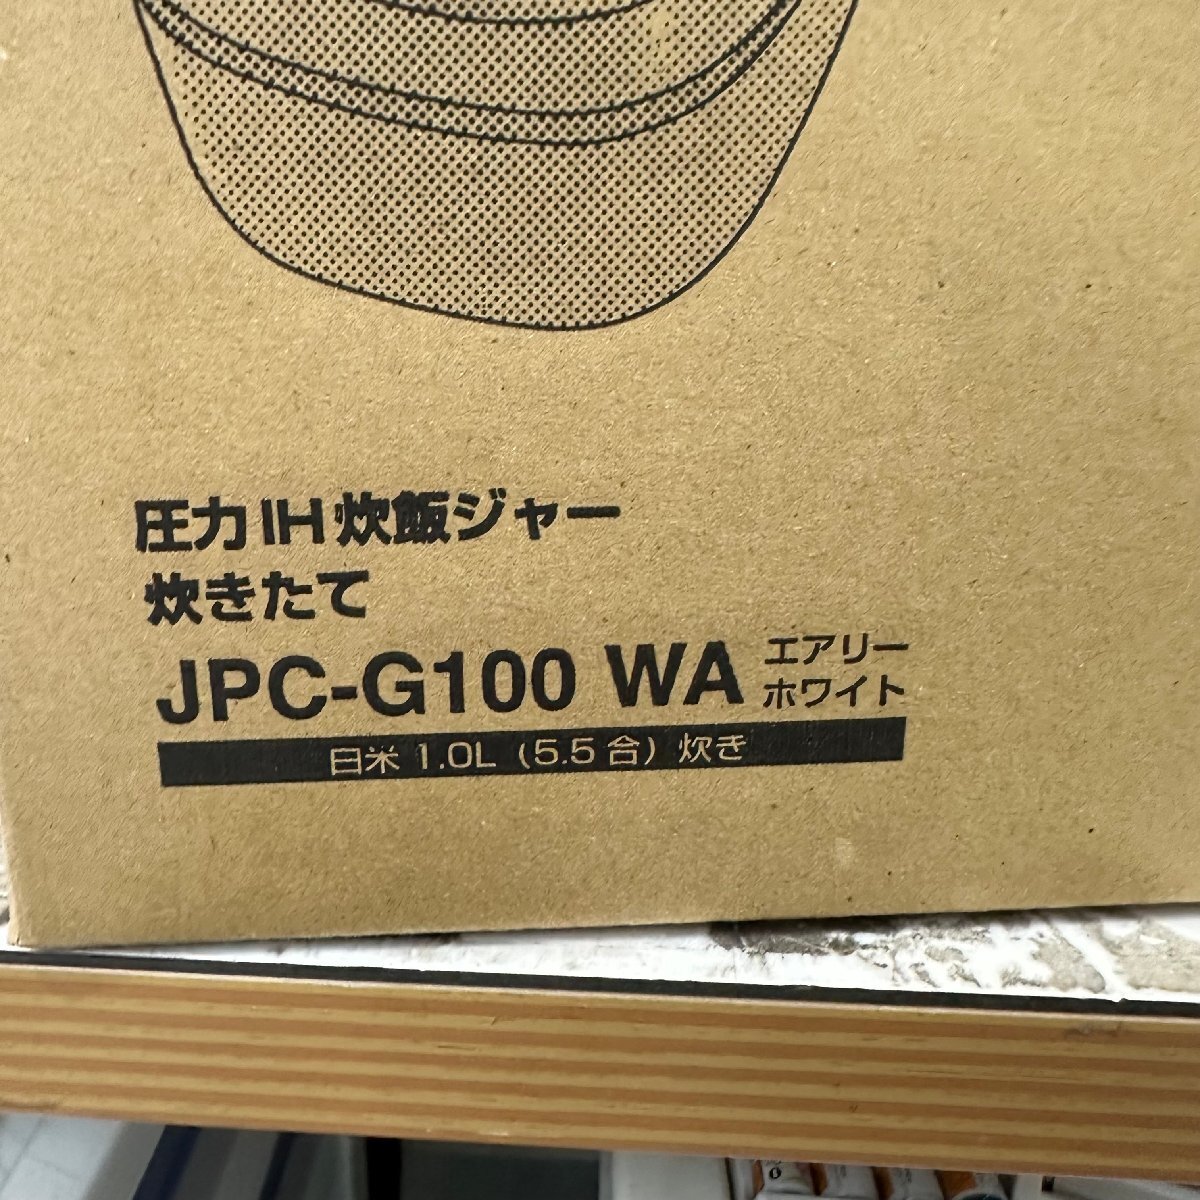 圧力IH炊飯ジャー
炊きたて
JPC-G100 WA エアリー
ホワイト
白米 1.0L（5.5合）炊き